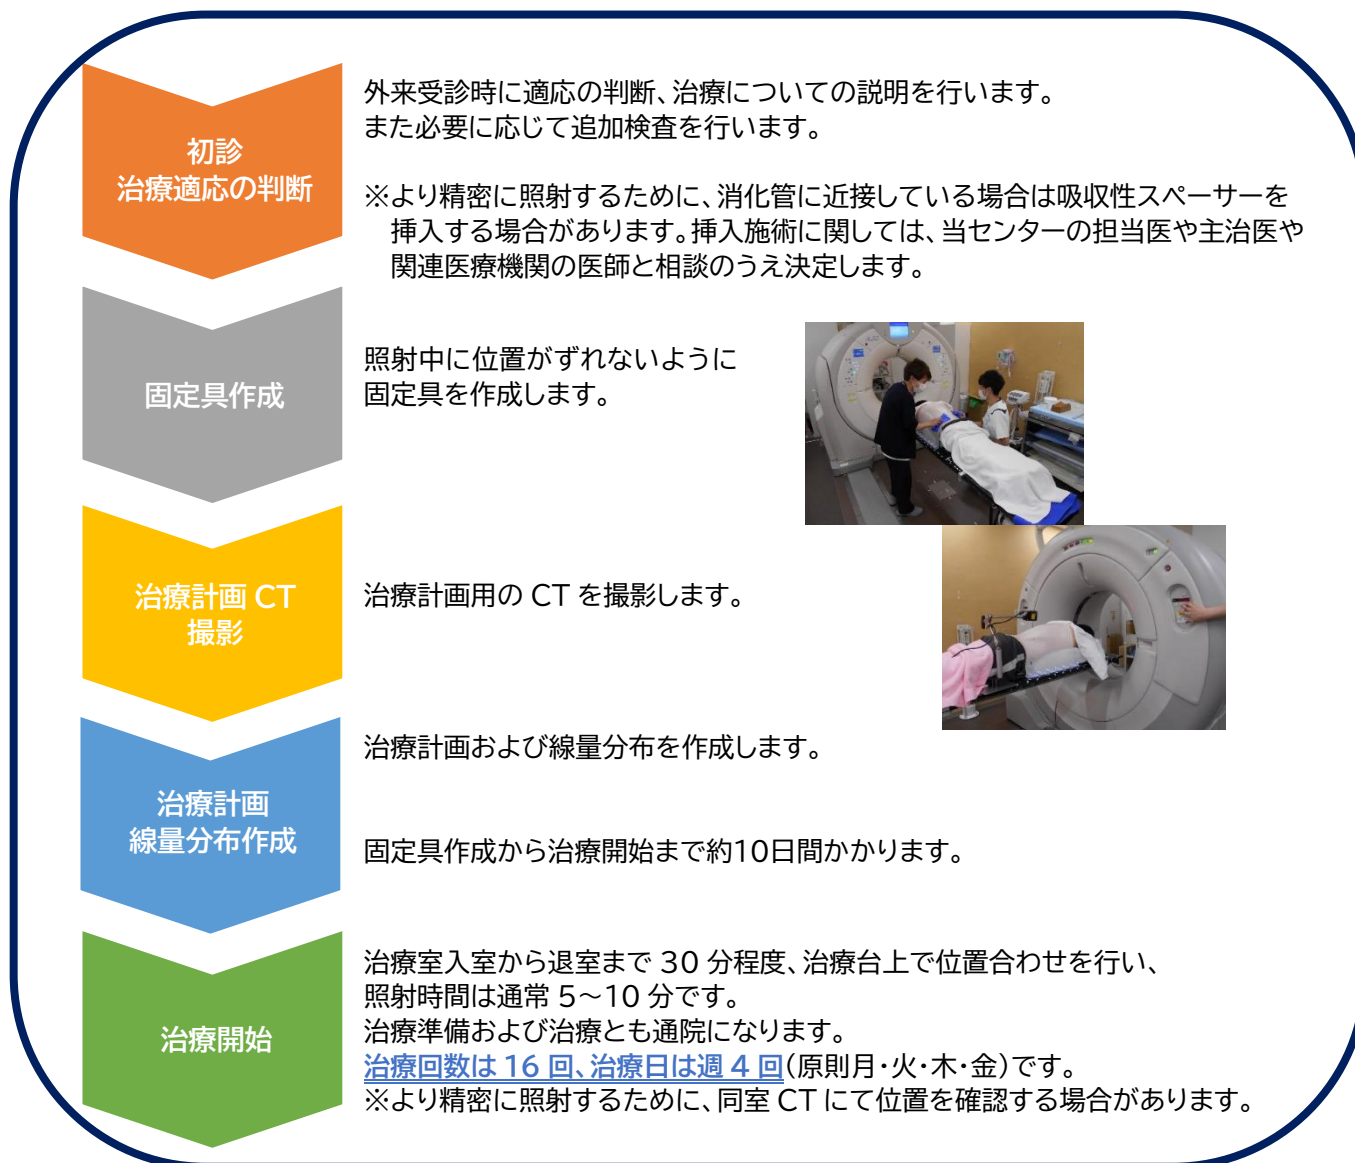 初診
治療適応の判断
外来受診時に適応の判断、治療についての説明を行います。
また必要に応じて追加検査を行います。
※より精密に照射するために、消化管に近接している場合は吸収性スペーサーを
挿入する場合があります。挿入施術に関しては、当センターの担当医や主治医や
関連医療機関の医師と相談のうえ決定します。
固定具作成
照射中に位置がずれないように
固定具を作成します。
治療計画 CT
撮影
治療計画用の CT を撮影します。
治療計画
線量分布作成
治療計画および線量分布を作成します。
固定具作成から治療開始まで約10日間かかります。
治療開始
治療室入室から退室まで 30 分程度、治療台上で位置合わせを行い、
照射時間は通常 5～10 分です。
治療準備および治療とも通院になります。
治療回数は 16 回、治療日は週 4 回(原則月・火・木・金)です。
※より精密に照射するために、同室 CT にて位置を確認する場合があります。